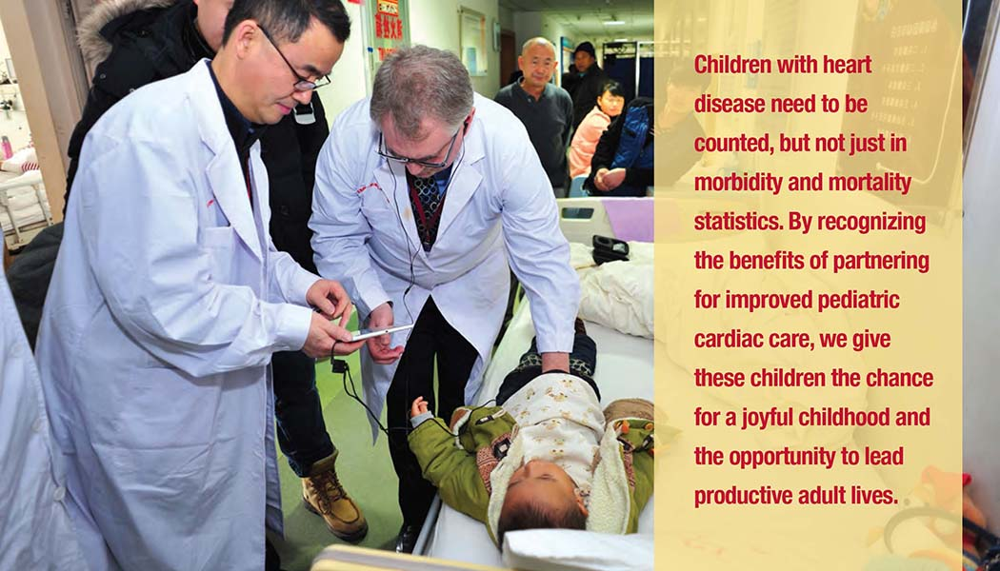 Children with heart
disease need to be
counted, but not just in
morbidity and mortality
statistics. By recognizing
the benefits of partnering
for improved pediatric
cardiac care, we give
these children the chance
for a joyful childhood and
the opportunity to lead
productive adult lives.